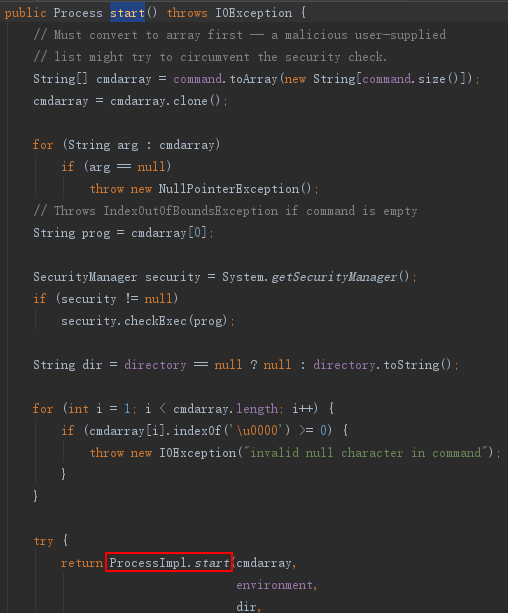 public Process start() throws IOException {
// Must convert to array first -- a malicious user-supplied
// list might try to circumvent the security check.
String[] cmdarray = command.toArray(new String[command.size()]);
cmdarray = cmdarray.clone();
for (String arg : cmdarray)
if (arg == null)
throw new NullPointerException();
// Throws IndexOutOfBoundsException if command is empty
String prog = cmdarray[0];
SecurityManager security = System.getSecurityManager();
if (security != null)
security.checkExec(prog);
String dir = directory == null ? null : directory.toString();
for (int i = 1; i < cmdarray.length; i++) {
if (cmdarray[i].indexOf('\u0000') >= 0) {
throw new IOException("invalid null character in command");
}
}
try {
return ProcessImpl.start(cmdarray,
environment,
dir,